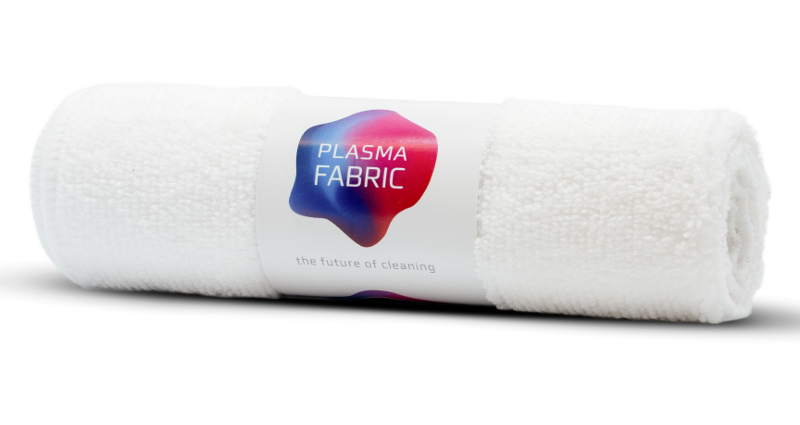 PLASMA
FABRIC
the future of cleaning